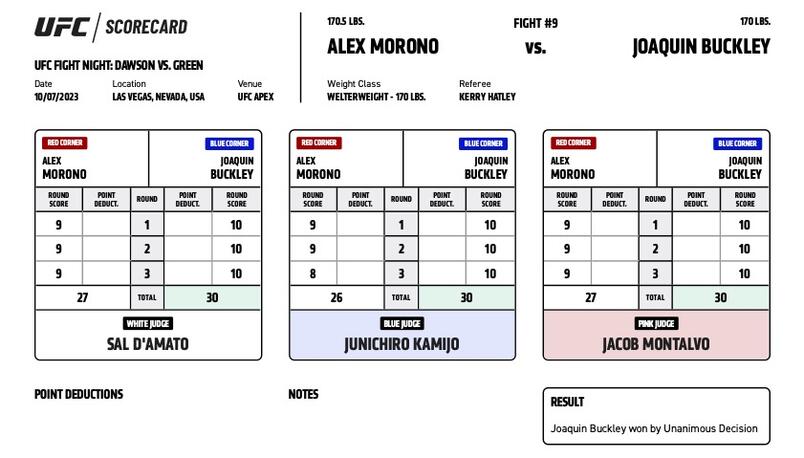 UFC / SCORECARD
UFC FIGHT NIGHT: DAWSON VS. GREEN
Date Location Venue
10/07/2023 LAS VEGAS, NEVADA, USA UFC APEX
170.5 LBS. FIGHT #9 170 LBS.
ALEX MORONO vs. JOAQUIN BUCKLEY
Weight Class Referee
WELTERWEIGHT - 170 LBS. KERRY HATLEY
RED CORNER BLUE CORNER
ALEX JOAQUIN
MORONO BUCKLEY
ROUND POINT ROUND POINT ROUND
SCORE DEDUCT. DEDUCT. SCORE
9 1 10
9 2 10
9 3 10
27 TOTAL 30
WHITE JUDGE
SAL D'AMATO
RED CORNER BLUE CORNER
ALEX JOAQUIN
MORONO BUCKLEY
ROUND POINT ROUND POINT ROUND
SCORE DEDUCT. DEDUCT. SCORE
9 1 10
9 2 10
8 3 10
26 TOTAL 30
BLUE JUDGE
JUNICHIRO KAMIJO
RED CORNER BLUE CORNER
ALEX JOAQUIN
MORONO BUCKLEY
ROUND POINT ROUND POINT ROUND
SCORE DEDUCT. DEDUCT. SCORE
9 1 10
9 2 10
9 3 10
27 TOTAL 30
PINK JUDGE
JACOB MONTALVO
POINT DEDUCTIONS
NOTES
RESULT
Joaquin Buckley won by Unanimous Decision